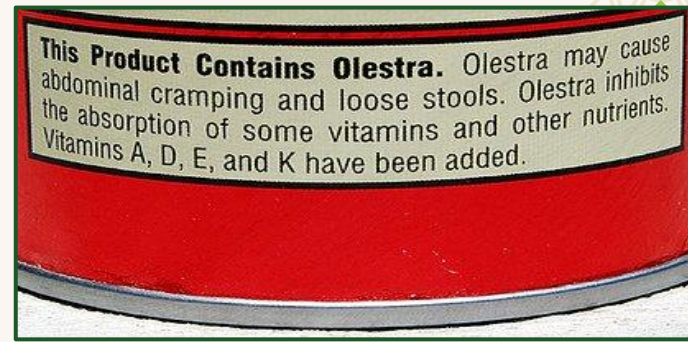 This Product Contains Olestra. Olestra may cause
abdominal cramping and loose stools. Olestra inhibits
the absorption of some vitamins and other nutrients.
Vitamins A, D, E, and K have been added.